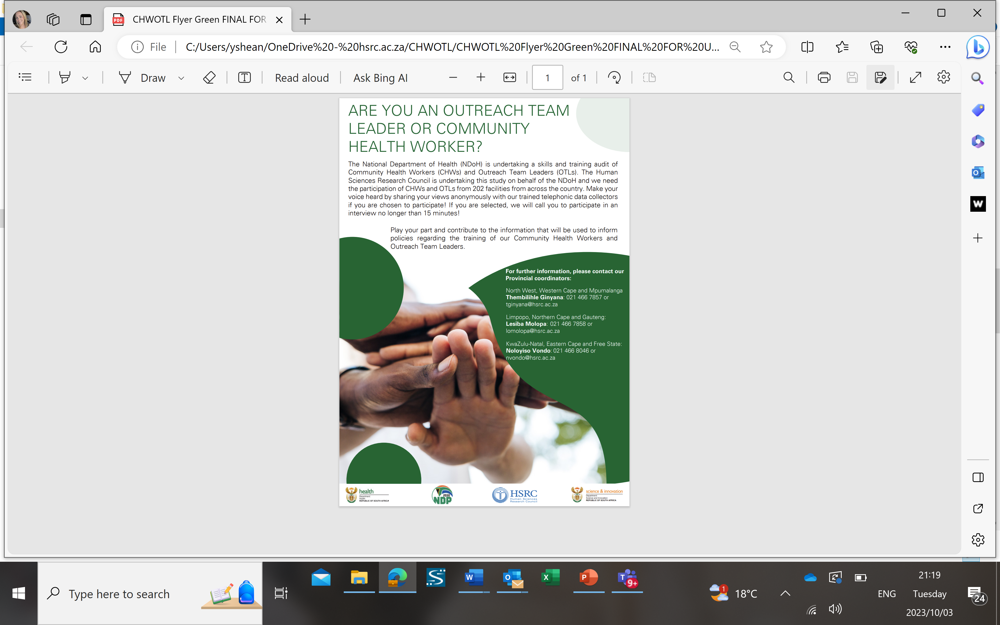 CHWOTL Flyer Green FINAL FOR
File
C:/Users/yshean/OneDrive%20-%20hsrc.ac.za/CHWOTL/CHWOTL%20Flyer%20Green%20FINAL%20FOR%20U...
Draw
Read aloud
Ask Bing AI
1
of 1
ARE YOU AN OUTREACH TEAM
LEADER OR COMMUNITY
HEALTH WORKER?
The National Department of Health (NDoH) is undertaking a skills and training audit of
Community Health Workers (CHWs) and Outreach Team Leaders (OTLs). The Human
Sciences Research Council is undertaking this study on behalf of the NDoH and we need
the participation of CHWs and OTLs from 202 facilities from across the country. Make your
voice heard by sharing your views anonymously with our trained telephonic data collectors
if you are chosen to participate! If you are selected, we will call you to participate in an
interview no longer than 15 minutes!
Play your part and contribute to the information that will be used to inform
policies regarding the training of our Community Health Workers and
Outreach Team Leaders.
For further information, please contact our
Provincial coordinators:
North West, Western Cape and Mpumalanga
Thembilihle Ginyana: 021 466 7857 or
tginyana@hsrc.ac.za
Limpopo, Northern Cape and Gauteng:
Lesiba Molopa: 021 466 7858 or
lomolopa@hsrc.ac.za
KwaZulu-Natal, Eastern Cape and Free State:
Noloyiso Vondo: 021 466 8046 or
nvondo@hsrc.ac.za
health
Department:
Health
REPUBLIC OF SOUTH AFRICA
2030
NDP
HSRC
Human Sciences
Research Council
science & innovation
Department:
Science and Innovation
REPUBLIC OF SOUTH AFRICA
Type here to search
9+
1
18°C
ENG
21:19
Tuesday
2023/10/03
24